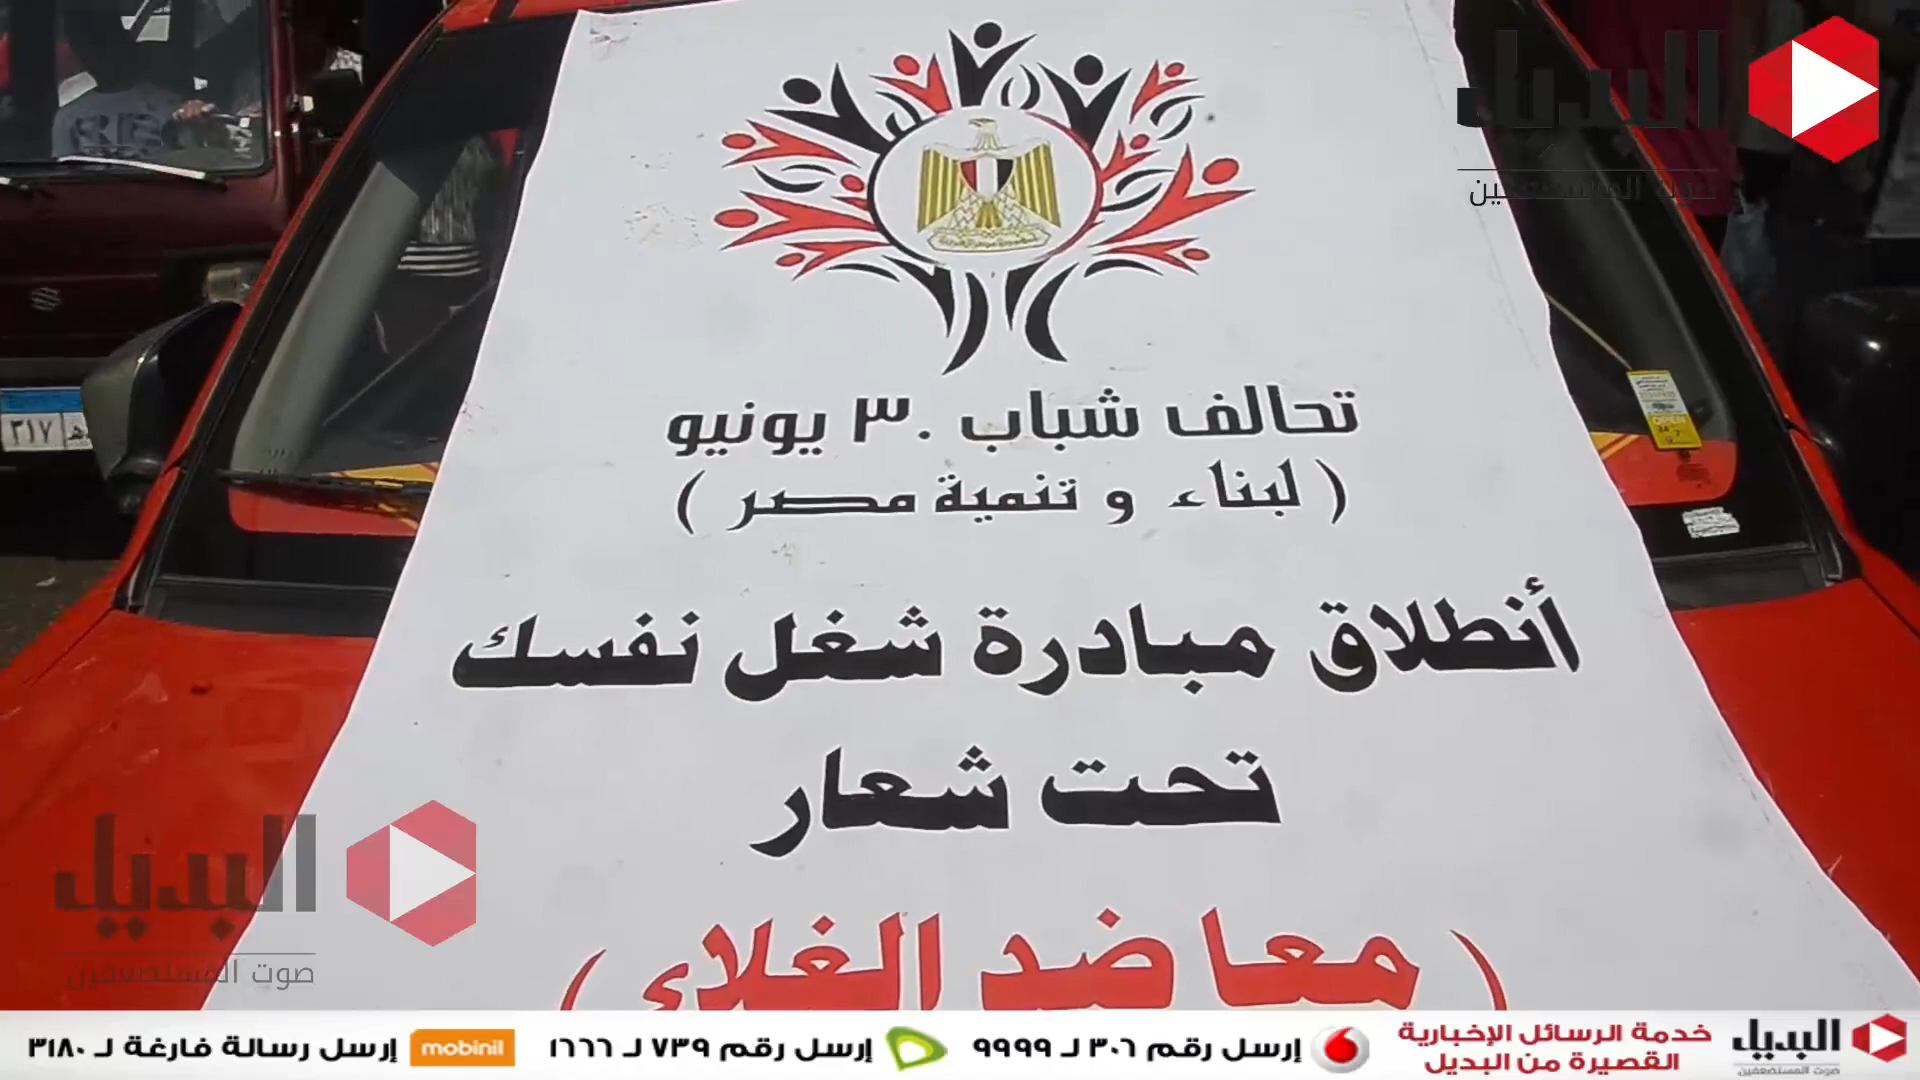 البديل
صوت المستضعفين
تحالف شباب ٣٠ يونيو
( لبناء و تنمية مصر )
أنطلاق مبادرة شغل نفسك
تحت شعار
( معا ضد الغلاء )
٣١٧
البديل
صوت المستضعفين
البديل
صوت المستضعفين
خدمة الرسائل الإخبارية
القصيرة من البديل
إرسل رقم ٣٠٦ لـ ٩٩٩٩
إرسل رقم ٧٣٩ لـ ١٦٦٦
mobinil
إرسل رسالة فارغة لـ ٣١٨٠